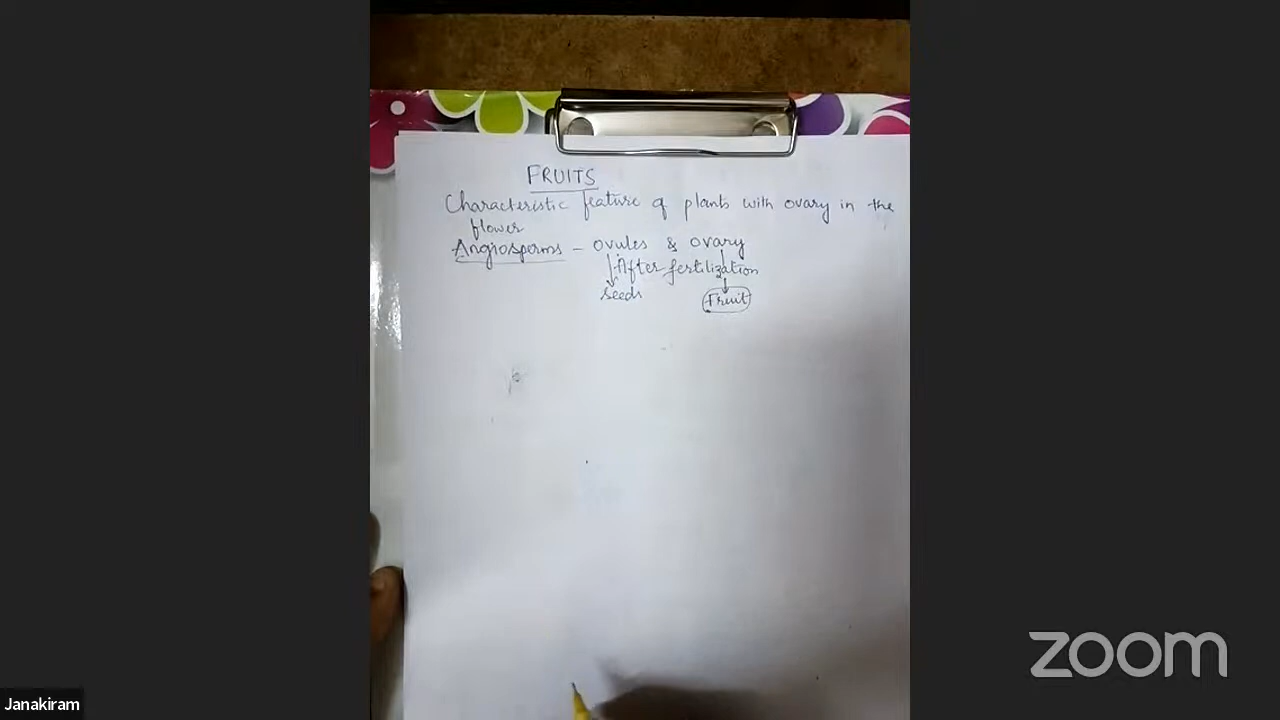 FRUITS
Characteristic feature of plants with ovary in the
flower
Angiosperms - ovules & ovary
After fertilization
seeds
Fruit
zoom
Janakiram